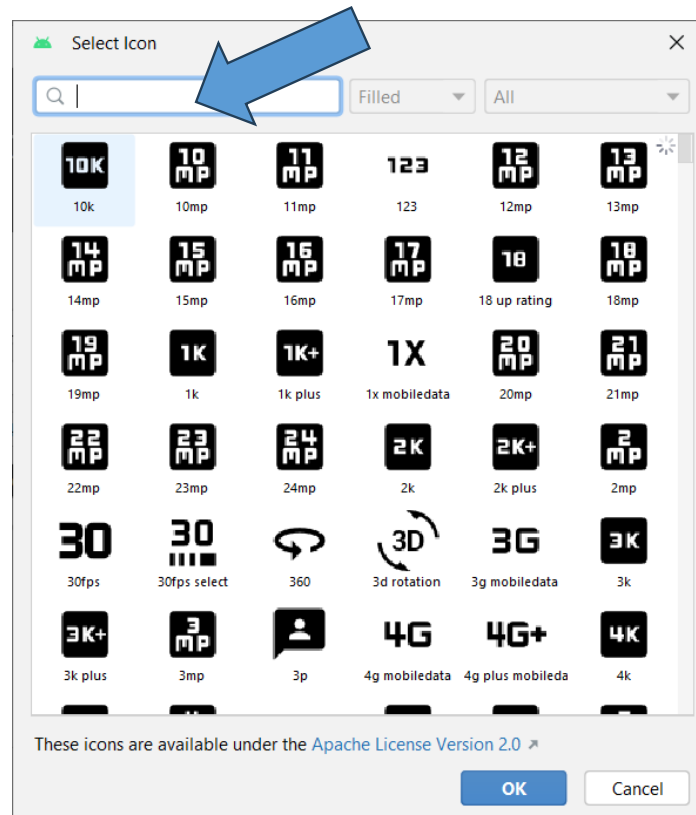 Select Icon
Filled All
10K 10 MP 11 MP 123 12 MP 13 MP
10k 10mp 11mp 123 12mp 13mp
14 MP 15 MP 16 MP 17 MP 18 18 MP
14mp 15mp 16mp 17mp 18 up rating 18mp
19 MP 1K 1K+ 1X 20 MP 21 MP
19mp 1k 1k plus 1x mobiledata 20mp 21mp
22 MP 23 MP 24 MP 2K 2K+ 2 MP
22mp 23mp 24mp 2k 2k plus 2mp
30 30 3D 3G 3K
30fps 30fps select 360 3d rotation 3g mobiledata 3k
3K+ 3 MP 4G 4G+ 4K
3k plus 3mp 3p 4g mobiledata 4g plus mobileda 4k
These icons are available under the Apache License Version 2.0
OK Cancel